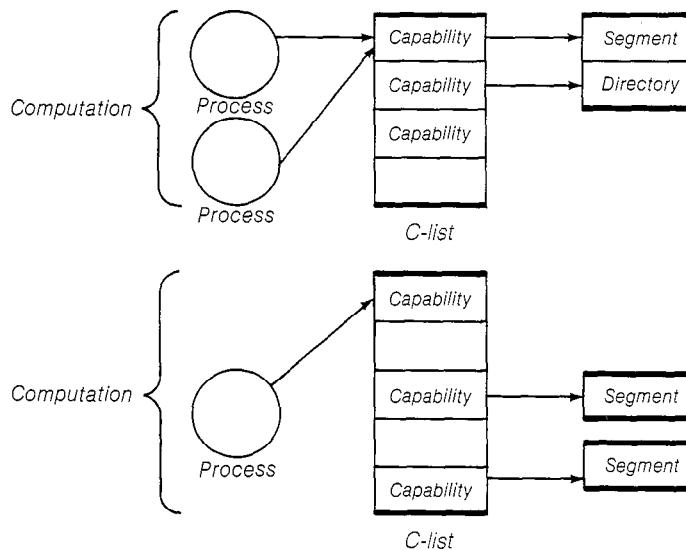 Capability
Segment
Computation
Process
Capability
Directory
Process
Capability
C-list
Computation
Process
Capability
Capability
Segment
Capability
Segment
C-list